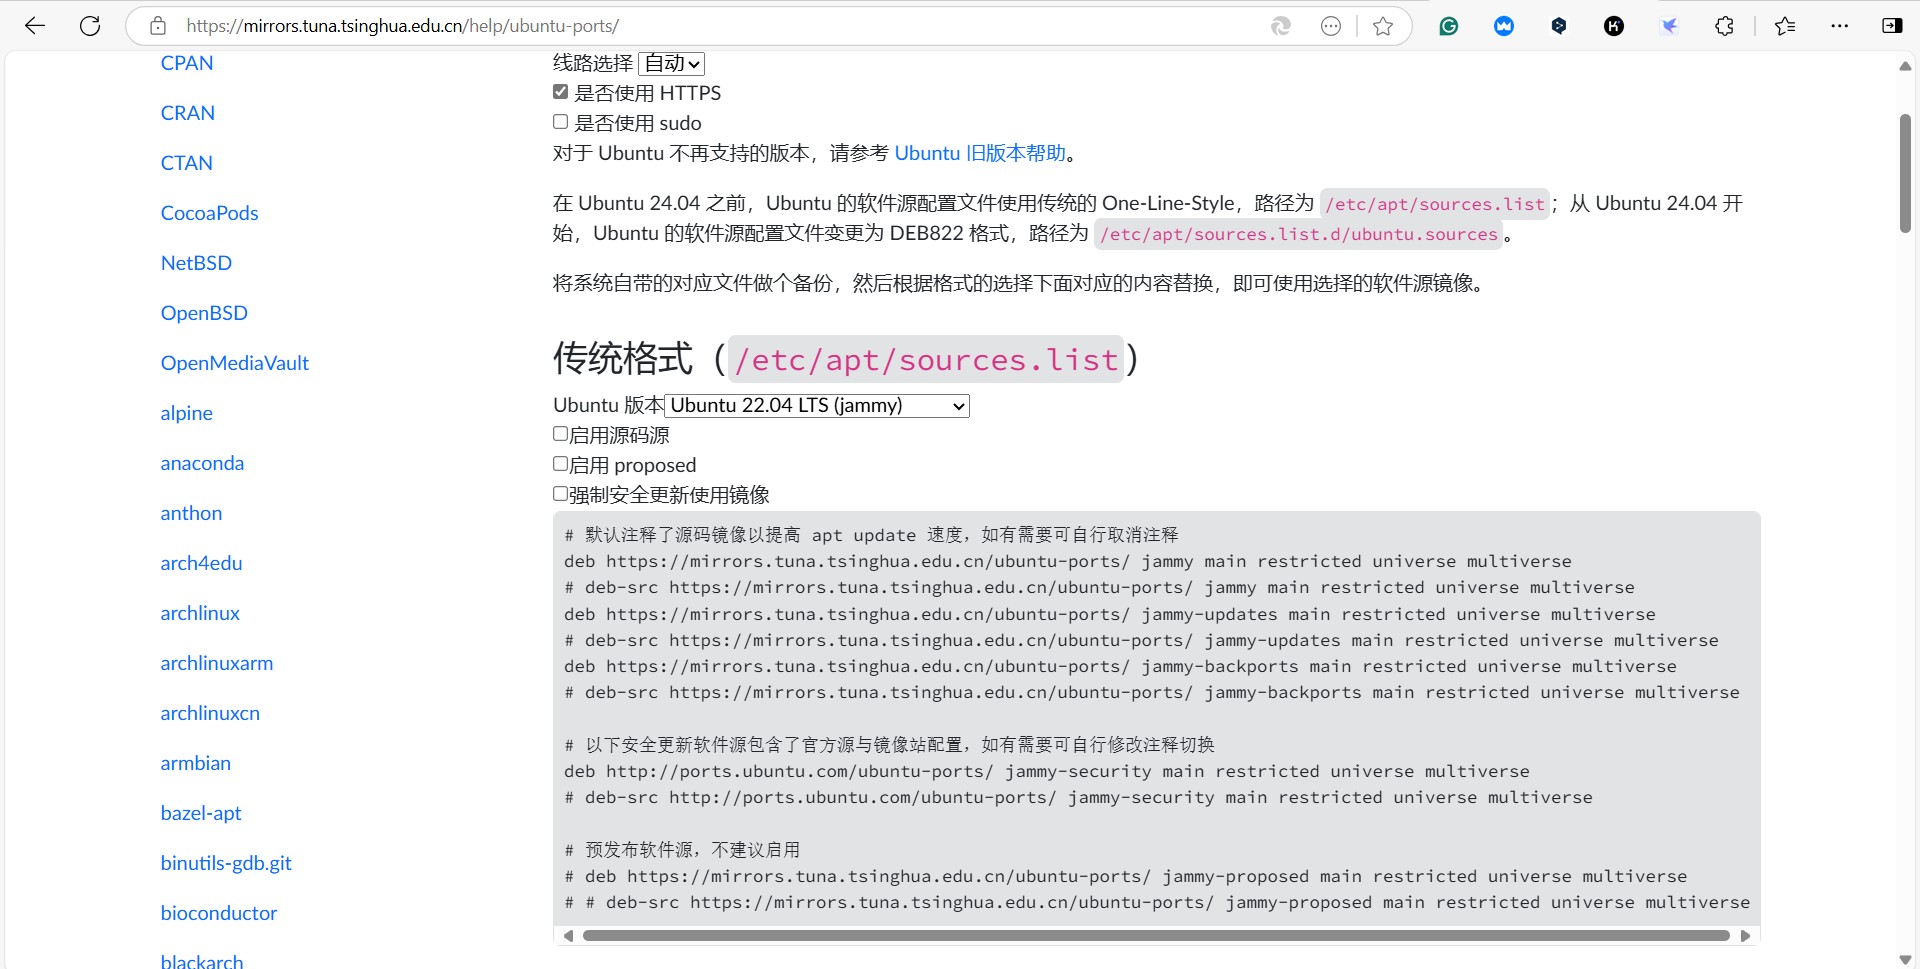 https://mirrors.tuna.tsinghua.edu.cn/help/ubuntu-ports/
CPAN
CRAN
CTAN
CocoaPods
NetBSD
OpenBSD
OpenMediaVault
alpine
anaconda
anthon
arch4edu
archlinux
archlinuxarm
archlinuxcn
armbian
bazel-apt
binutils-gdb.git
bioconductor
blackarch
线路选择 自动
是否使用 HTTPS
是否使用 sudo
对于 Ubuntu 不再支持的版本，请参考 Ubuntu 旧版本帮助。
在 Ubuntu 24.04 之前，Ubuntu 的软件源配置文件使用传统的 One-Line-Style，路径为 /etc/apt/sources.list；从 Ubuntu 24.04 开
始，Ubuntu 的软件源配置文件变更为 DEB822 格式，路径为 /etc/apt/sources.list.d/ubuntu.sources。
将系统自带的对应文件做个备份，然后根据格式的选择下面对应的内容替换，即可使用选择的软件源镜像。
传统格式（/etc/apt/sources.list）
Ubuntu 版本 Ubuntu 22.04 LTS (jammy)
启用源码源
启用 proposed
强制安全更新使用镜像
# 默认注释了源码镜像以提高 apt update 速度，如有需要可自行取消注释
deb https://mirrors.tuna.tsinghua.edu.cn/ubuntu-ports/ jammy main restricted universe multiverse
# deb-src https://mirrors.tuna.tsinghua.edu.cn/ubuntu-ports/ jammy main restricted universe multiverse
deb https://mirrors.tuna.tsinghua.edu.cn/ubuntu-ports/ jammy-updates main restricted universe multiverse
# deb-src https://mirrors.tuna.tsinghua.edu.cn/ubuntu-ports/ jammy-updates main restricted universe multiverse
deb https://mirrors.tuna.tsinghua.edu.cn/ubuntu-ports/ jammy-backports main restricted universe multiverse
# deb-src https://mirrors.tuna.tsinghua.edu.cn/ubuntu-ports/ jammy-backports main restricted universe multiverse
# 以下安全更新软件源包含了官方源与镜像站配置，如有需要可自行修改注释切换
deb http://ports.ubuntu.com/ubuntu-ports/ jammy-security main restricted universe multiverse
# deb-src http://ports.ubuntu.com/ubuntu-ports/ jammy-security main restricted universe multiverse
# 预发布软件源，不建议启用
# deb https://mirrors.tuna.tsinghua.edu.cn/ubuntu-ports/ jammy-proposed main restricted universe multiverse
# # deb-src https://mirrors.tuna.tsinghua.edu.cn/ubuntu-ports/ jammy-proposed main restricted universe multiverse